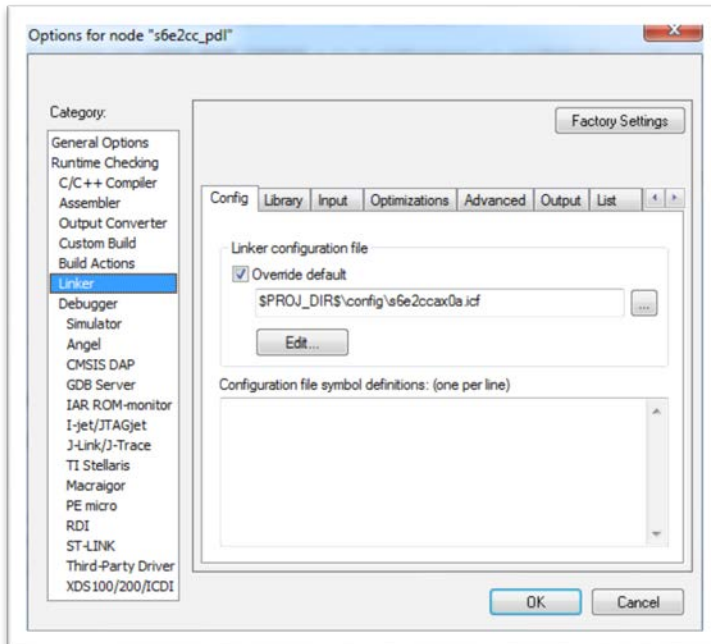 Options for node "s6e2cc_pdl"
Category:
General Options
Runtime Checking
C/C++ Compiler
Assembler
Output Converter
Custom Build
Build Actions
Linker
Debugger
Simulator
Angel
CMSIS DAP
GDB Server
IAR ROM-monitor
I-jet/JTAGjet
J-Link/J-Trace
TI Stellaris
Macraigor
PE micro
RDI
ST-LINK
Third-Party Driver
XDS100/200/ICDI
Factory Settings
Config Library Input Optimizations Advanced Output List
Linker configuration file
Override default
$PROJ_DIR$\config\s6e2ccax0a.icf
...
Edit...
Configuration file symbol definitions: (one per line)
OK Cancel